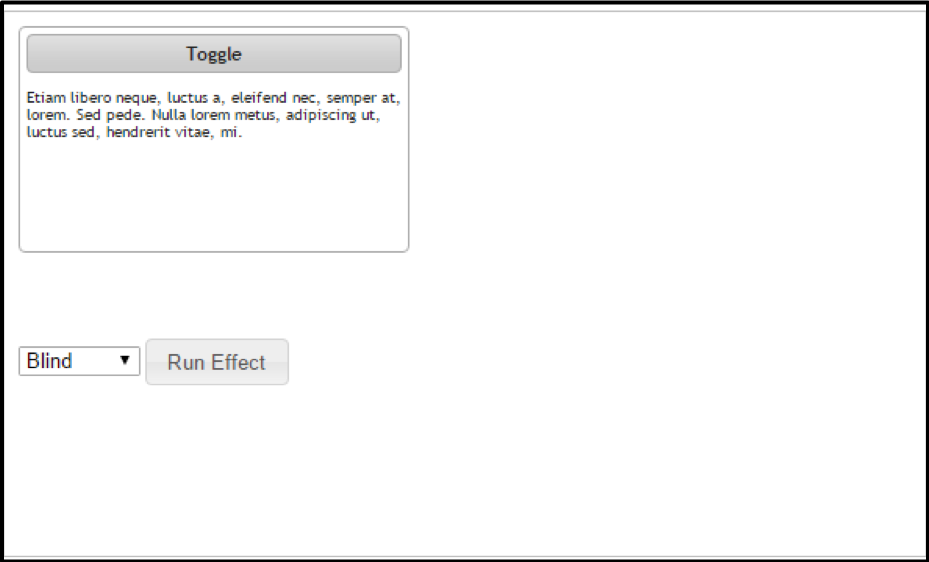 Toggle
Etiam libero neque, luctus a, eleifend nec, semper at,
lorem. Sed pede. Nulla lorem metus, adipiscing ut,
luctus sed, hendrerit vitae, mi.
Blind
Run Effect